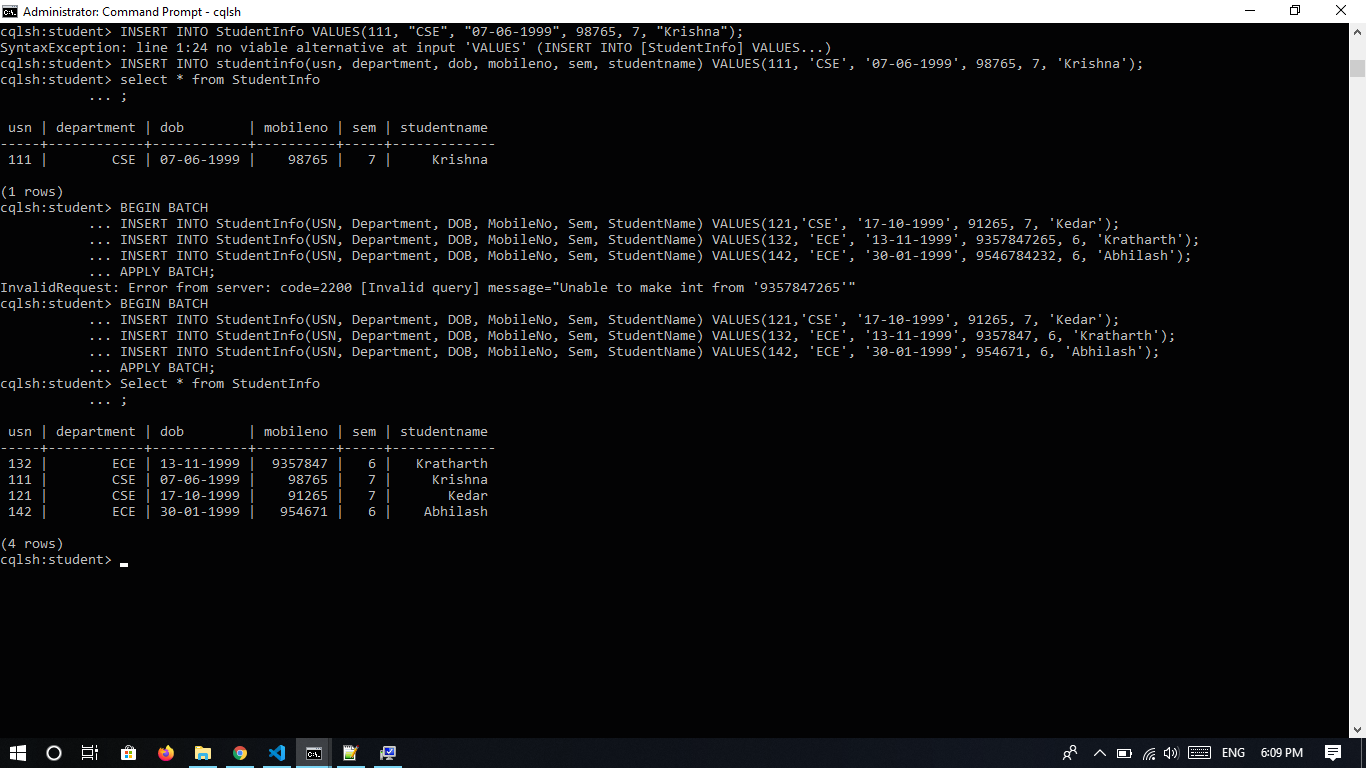 Administrator: Command Prompt - cqlsh
cqlsh:student> INSERT INTO StudentInfo VALUES(111, "CSE", "07-06-1999", 98765, 7, "Krishna");
SyntaxException: line 1:24 no viable alternative at input 'VALUES' (INSERT INTO [StudentInfo] VALUES...)
cqlsh:student> INSERT INTO studentinfo(usn, department, dob, mobileno, sem, studentname) VALUES(111, 'CSE', '07-06-1999', 98765, 7, 'Krishna');
cqlsh:student> select * from StudentInfo
           ... ;

 usn | department | dob        | mobileno | sem | studentname
-----+------------+------------+----------+-----+-------------
 111 |        CSE | 07-06-1999 |    98765 |   7 |     Krishna

(1 rows)
cqlsh:student> BEGIN BATCH
           ... INSERT INTO StudentInfo(USN, Department, DOB, MobileNo, Sem, StudentName) VALUES(121,'CSE', '17-10-1999', 91265, 7, 'Kedar');
           ... INSERT INTO StudentInfo(USN, Department, DOB, MobileNo, Sem, StudentName) VALUES(132, 'ECE', '13-11-1999', 9357847265, 6, 'Kratharth');
           ... INSERT INTO StudentInfo(USN, Department, DOB, MobileNo, Sem, StudentName) VALUES(142, 'ECE', '30-01-1999', 9546784232, 6, 'Abhilash');
           ... APPLY BATCH;
InvalidRequest: Error from server: code=2200 [Invalid query] message="Unable to make int from '9357847265'"
cqlsh:student> BEGIN BATCH
           ... INSERT INTO StudentInfo(USN, Department, DOB, MobileNo, Sem, StudentName) VALUES(121,'CSE', '17-10-1999', 91265, 7, 'Kedar');
           ... INSERT INTO StudentInfo(USN, Department, DOB, MobileNo, Sem, StudentName) VALUES(132, 'ECE', '13-11-1999', 9357847, 6, 'Kratharth');
           ... INSERT INTO StudentInfo(USN, Department, DOB, MobileNo, Sem, StudentName) VALUES(142, 'ECE', '30-01-1999', 954671, 6, 'Abhilash');
           ... APPLY BATCH;
cqlsh:student> Select * from StudentInfo
           ... ;

 usn | department | dob        | mobileno | sem | studentname
-----+------------+------------+----------+-----+-------------
 132 |        ECE | 13-11-1999 |  9357847 |   6 |   Kratharth
 111 |        CSE | 07-06-1999 |    98765 |   7 |     Krishna
 121 |        CSE | 17-10-1999 |    91265 |   7 |       Kedar
 142 |        ECE | 30-01-1999 |   954671 |   6 |    Abhilash

(4 rows)
cqlsh:student>
ENG 6:09 PM